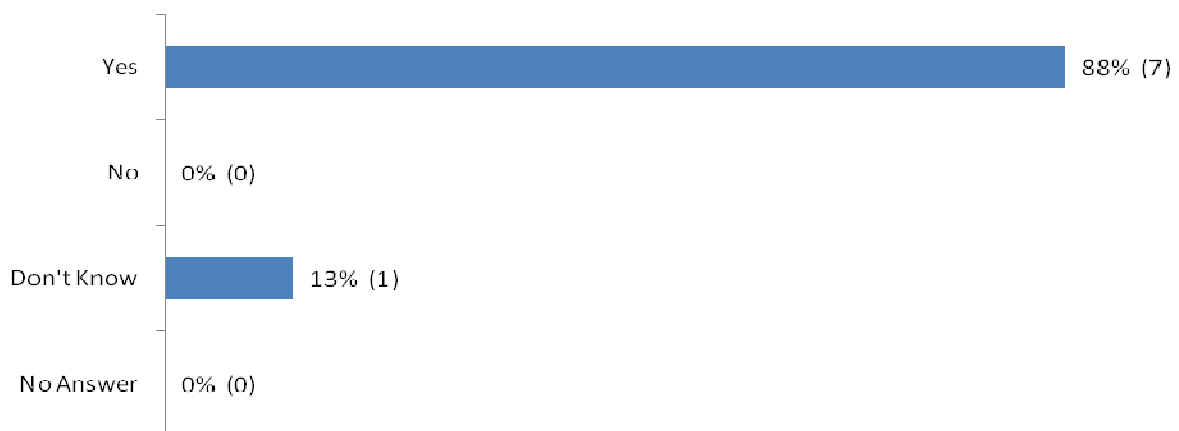 Yes 88% (7)
No 0% (0)
Don't Know 13% (1)
No Answer 0% (0)